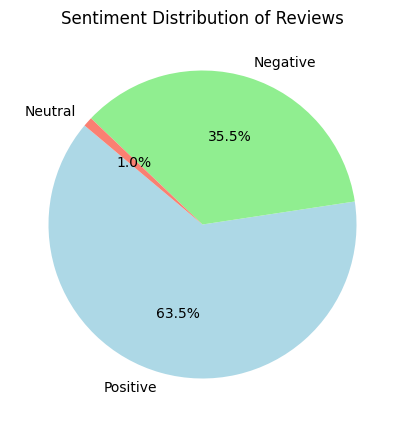 Sentiment Distribution of Reviews
Negative
35.5%
Neutral
1.0%
63.5%
Positive